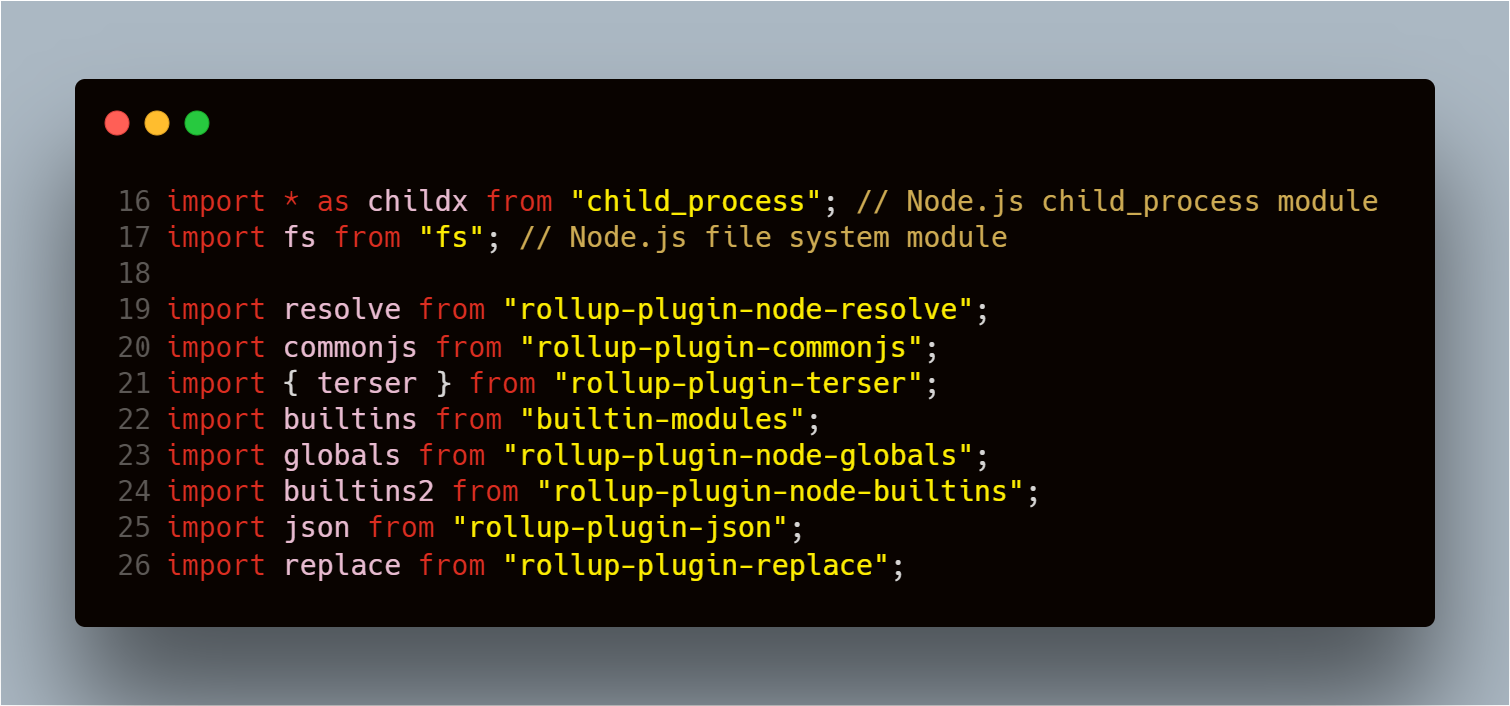 16 import * as childx from "child_process"; // Node.js child_process module
17 import fs from "fs"; // Node.js file system module
18
19 import resolve from "rollup-plugin-node-resolve";
20 import commonjs from "rollup-plugin-commonjs";
21 import { terser } from "rollup-plugin-terser";
22 import builtins from "builtin-modules";
23 import globals from "rollup-plugin-node-globals";
24 import builtins2 from "rollup-plugin-node-builtins";
25 import json from "rollup-plugin-json";
26 import replace from "rollup-plugin-replace";